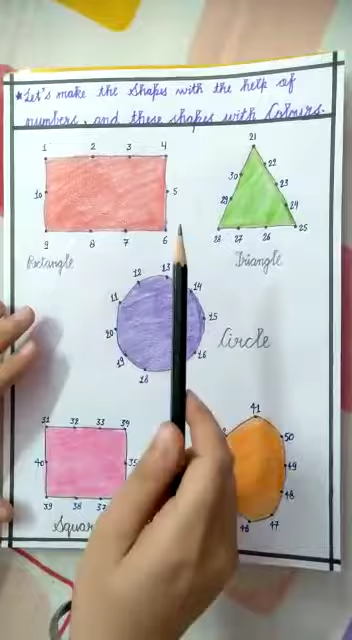 *Let's make the Shapes with the help of
numbers, and these shapes with Colours.
1 2 3 4
10 5
9 8 7 6
Rectangle
21
30 22
29 23
24
28 27 26 25
Triangle
12 13
11 14
20 15
19 16
18
Circle
31 32 33 34
40 35
39 38 37
Squar
41
50
49
48
46 47